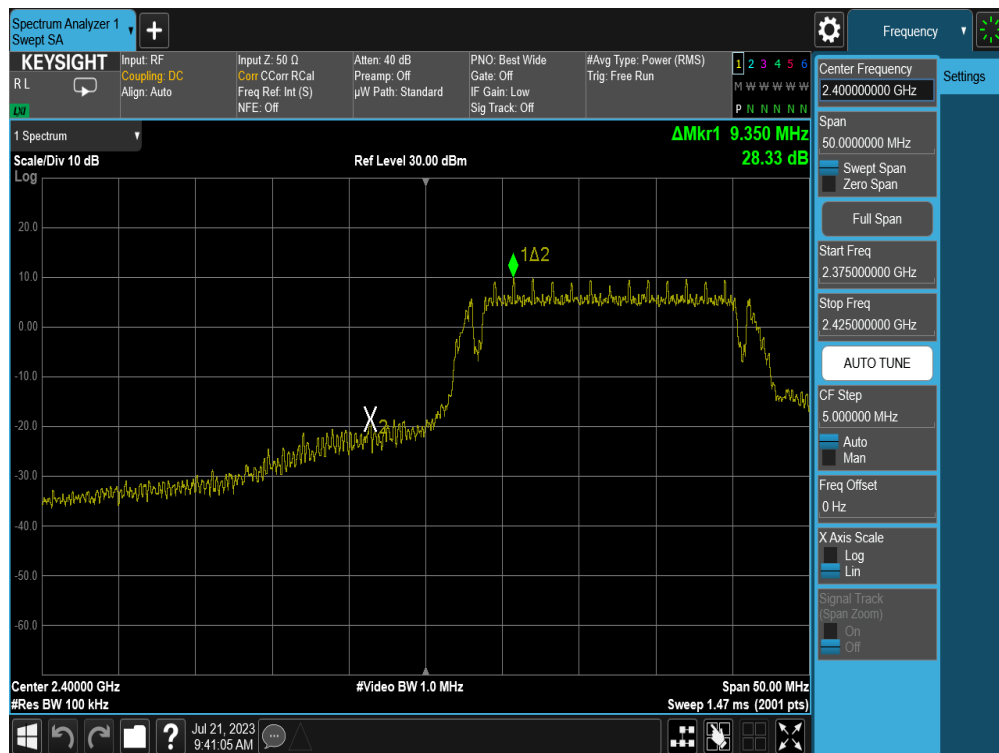 Spectrum Analyzer 1
Swept SA
Frequency
KEYSIGHT
R L
LXI
Input: RF
Coupling: DC
Align: Auto
Input Z: 50 Ω
Corr CCorr RCal
Freq Ref: Int (S)
NFE: Off
Atten: 40 dB
Preamp: Off
µW Path: Standard
PNO: Best Wide
Gate: Off
IF Gain: Low
Sig Track: Off
#Avg Type: Power (RMS)
Trig: Free Run
1 2 3 4 5 6
M W W W W W
P N N N N N
1 Spectrum
ΔMkr1 9.350 MHz
28.33 dB
Scale/Div 10 dB
Ref Level 30.00 dBm
Log
20.0
10.0
0.00
-10.0
-20.0
-30.0
-40.0
-50.0
-60.0
1Δ2
X2
Center 2.40000 GHz
#Video BW 1.0 MHz
Span 50.00 MHz
#Res BW 100 kHz
Sweep 1.47 ms (2001 pts)
Center Frequency
2.400000000 GHz
Settings
Span
50.0000000 MHz
Swept Span
Zero Span
Full Span
Start Freq
2.375000000 GHz
Stop Freq
2.425000000 GHz
AUTO TUNE
CF Step
5.000000 MHz
Auto
Man
Freq Offset
0 Hz
X Axis Scale
Log
Lin
Signal Track
(Span Zoom)
On
Off
?
Jul 21, 2023
9:41:05 AM